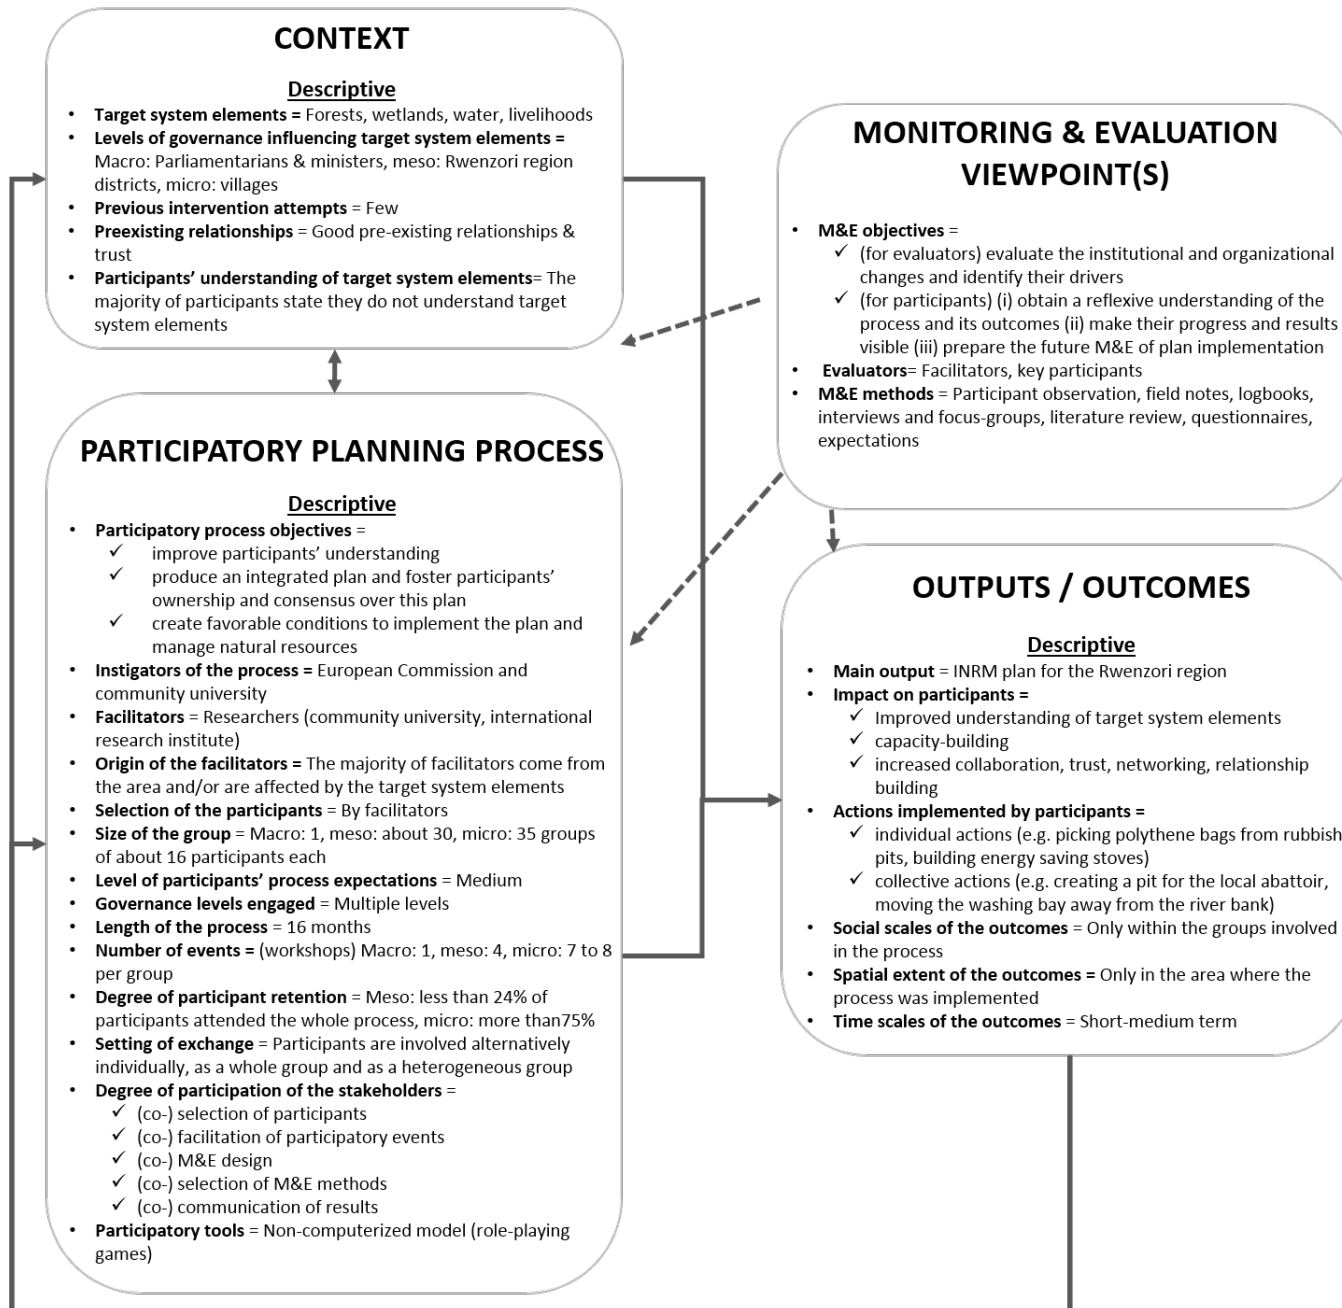 CONTEXT
Descriptive
• Target system elements = Forests, wetlands, water, livelihoods
• Levels of governance influencing target system elements =
Macro: Parliamentarians & ministers, meso: Rwenzori region
districts, micro: villages
• Previous intervention attempts = Few
• Preexisting relationships = Good pre-existing relationships &
trust
• Participants’ understanding of target system elements= The
majority of participants state they do not understand target
system elements
PARTICIPATORY PLANNING PROCESS
Descriptive
• Participatory process objectives =
✓ improve participants’ understanding
✓ produce an integrated plan and foster participants’
ownership and consensus over this plan
✓ create favorable conditions to implement the plan and
manage natural resources
• Instigators of the process = European Commission and
community university
• Facilitators = Researchers (community university, international
research institute)
• Origin of the facilitators = The majority of facilitators come from
the area and/or are affected by the target system elements
• Selection of the participants = By facilitators
• Size of the group = Macro: 1, meso: about 30, micro: 35 groups
of about 16 participants each
• Level of participants’ process expectations = Medium
• Governance levels engaged = Multiple levels
• Length of the process = 16 months
• Number of events = (workshops) Macro: 1, meso: 4, micro: 7 to 8
per group
• Degree of participant retention = Meso: less than 24% of
participants attended the whole process, micro: more than75%
• Setting of exchange = Participants are involved alternatively
individually, as a whole group and as a heterogeneous group
• Degree of participation of the stakeholders =
✓ (co-) selection of participants
✓ (co-) facilitation of participatory events
✓ (co-) M&E design
✓ (co-) selection of M&E methods
✓ (co-) communication of results
• Participatory tools = Non-computerized model (role-playing
games)
MONITORING & EVALUATION
VIEWPOINT(S)
• M&E objectives =
✓ (for evaluators) evaluate the institutional and organizational
changes and identify their drivers
✓ (for participants) (i) obtain a reflexive understanding of the
process and its outcomes (ii) make their progress and results
visible (iii) prepare the future M&E of plan implementation
• Evaluators= Facilitators, key participants
• M&E methods = Participant observation, field notes, logbooks,
interviews and focus-groups, literature review, questionnaires,
expectations
OUTPUTS / OUTCOMES
Descriptive
• Main output = INRM plan for the Rwenzori region
• Impact on participants =
✓ Improved understanding of target system elements
✓ capacity-building
✓ increased collaboration, trust, networking, relationship
building
• Actions implemented by participants =
✓ individual actions (e.g. picking polythene bags from rubbish
pits, building energy saving stoves)
✓ collective actions (e.g. creating a pit for the local abattoir,
moving the washing bay away from the river bank)
• Social scales of the outcomes = Only within the groups involved
in the process
• Spatial extent of the outcomes = Only in the area where the
process was implemented
• Time scales of the outcomes = Short-medium term